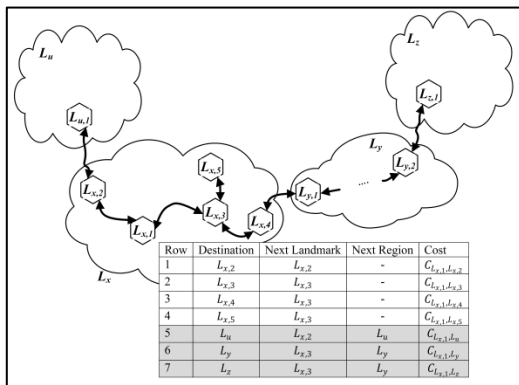 L_u
L_z
L_{u,1}
L_{z,1}
L_y
L_{x,5}
L_{y,2}
L_{x,2}
L_{y,1}
....
L_{x,3}
L_{x,4}
L_{x,1}
L_x
Row Destination Next Landmark Next Region Cost
1 L_{x,2} L_{x,2} - C_{L_{x,1},L_{x,2}}
2 L_{x,3} L_{x,3} - C_{L_{x,1},L_{x,3}}
3 L_{x,4} L_{x,3} - C_{L_{x,1},L_{x,4}}
4 L_{x,5} L_{x,3} - C_{L_{x,1},L_{x,5}}
5 L_u L_{x,2} L_u C_{L_{x,1},L_u}
6 L_y L_{x,3} L_y C_{L_{x,1},L_y}
7 L_z L_{x,3} L_y C_{L_{x,1},L_z}